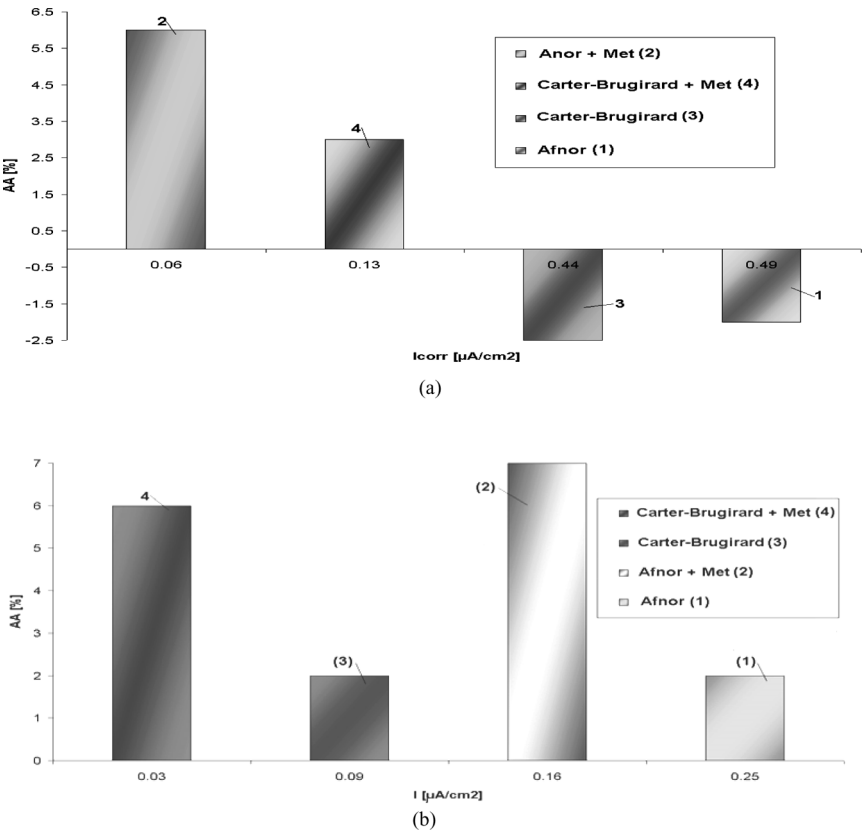 6.5
5.5
4.5
3.5
2.5
1.5
0.5
-0.5
-1.5
-2.5
AA [%]
2
4
3
1
0.06 0.13 0.44 0.49
Icorr [µA/cm2]
Anor + Met (2)
Carter-Brugirard + Met (4)
Carter-Brugirard (3)
Afnor (1)
(a)
7
6
5
4
3
2
1
0
AA [%]
4
(3)
(2)
(1)
0.03 0.09 0.16 0.25
I [µA/cm2]
Carter-Brugirard + Met (4)
Carter-Brugirard (3)
Afnor + Met (2)
Afnor (1)
(b)